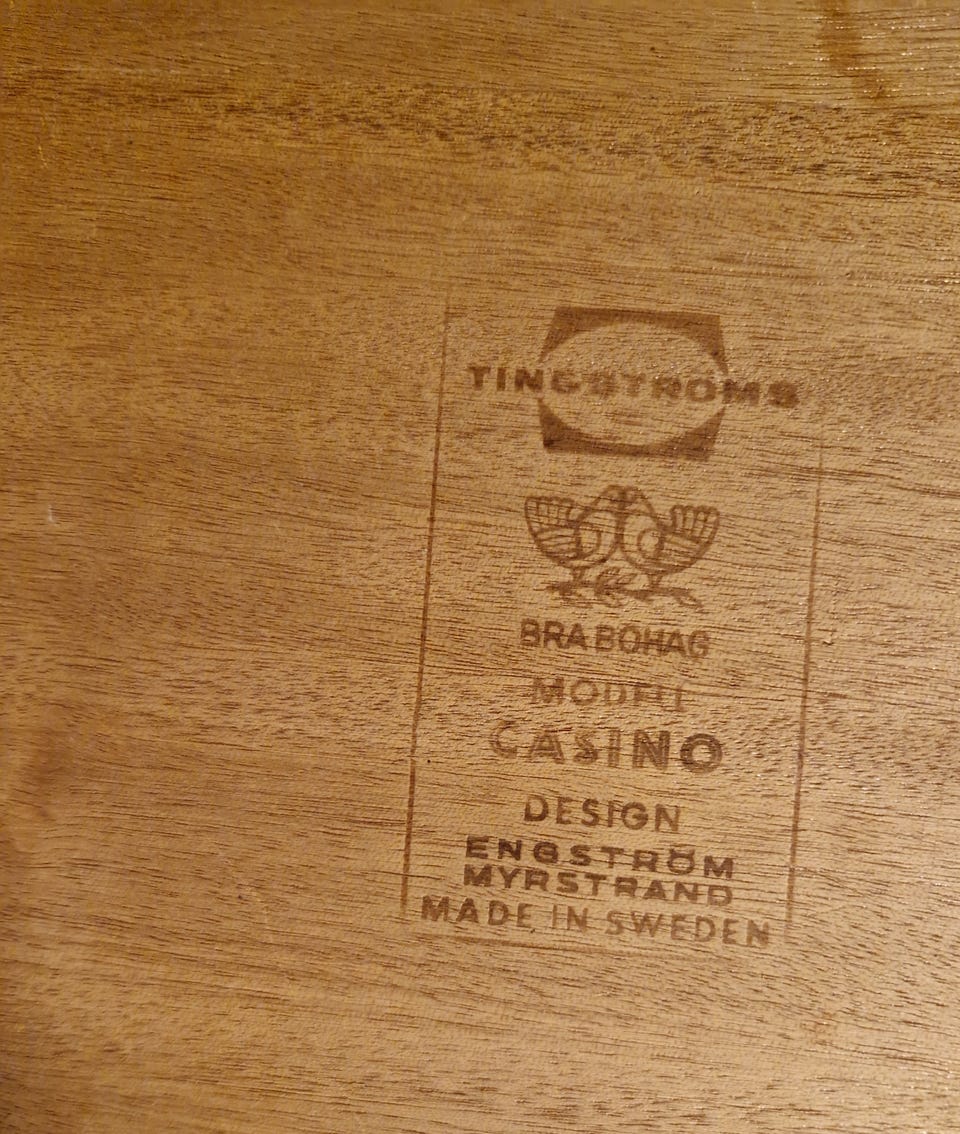 TINGSTRÖMS
BRA BOHAG
MODELL
CASINO
DESIGN
ENGSTRÖM
MYRSTRAND
MADE IN SWEDEN